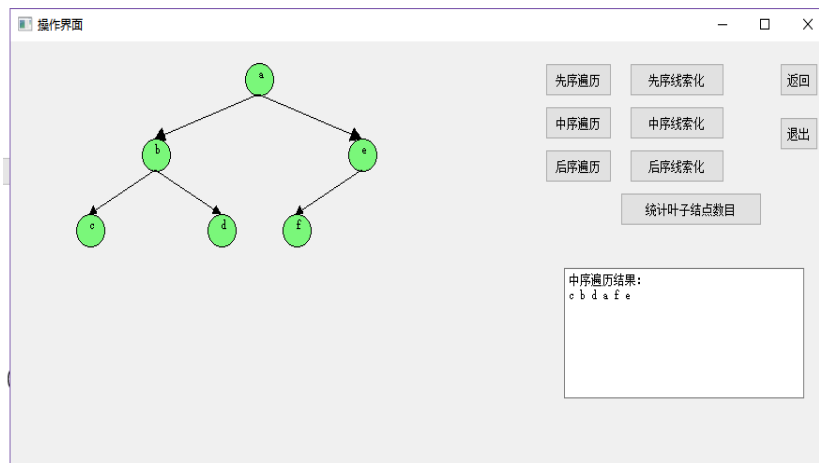 操作界面
a
先序遍历 先序线索化 返回
中序遍历 中序线索化 退出
b e
后序遍历 后序线索化
统计叶子结点数目
c d f
中序遍历结果:
c b d a f e